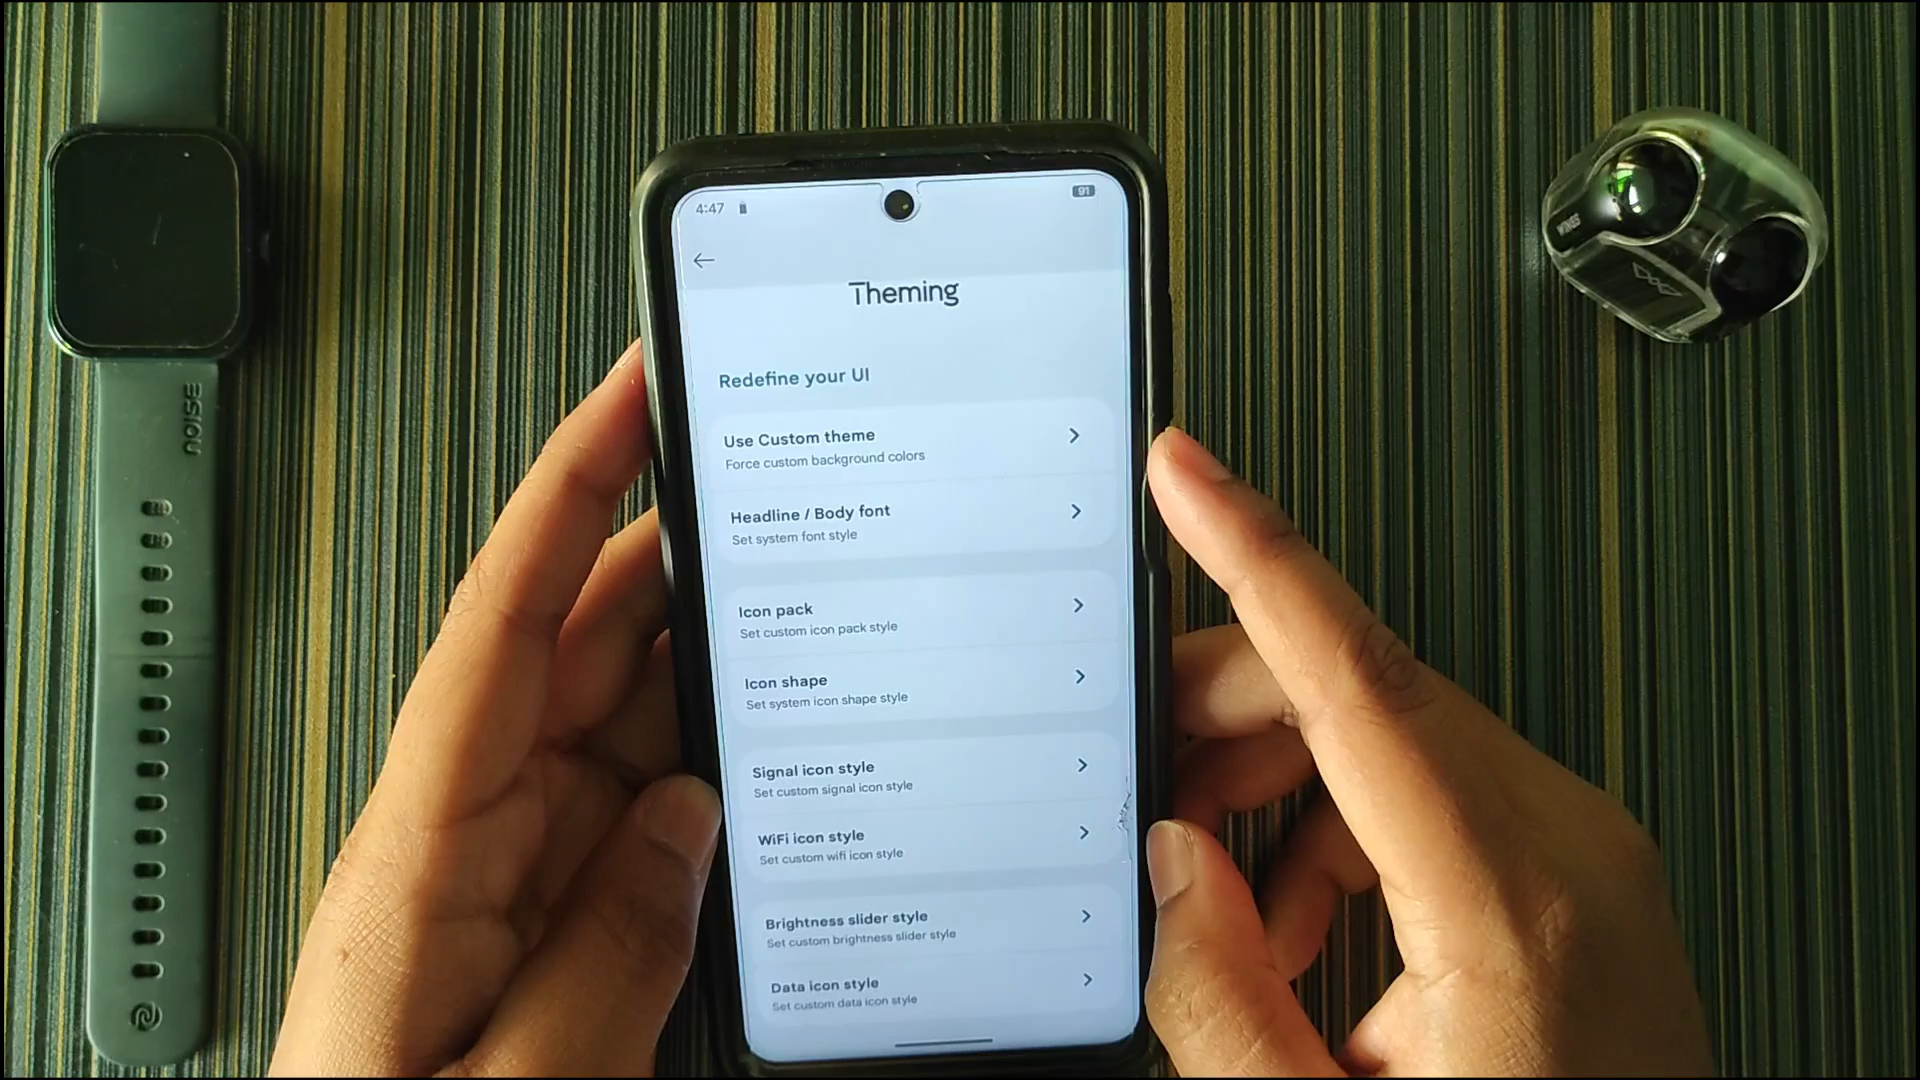 4:47
91
Theming
Redefine your UI
Use Custom theme
Force custom background colors
Headline / Body font
Set system font style
Icon pack
Set custom icon pack style
Icon shape
Set system icon shape style
Signal icon style
Set custom signal icon style
WiFi icon style
Set custom wifi icon style
Brightness slider style
Set custom brightness slider style
Data icon style
Set custom data icon style
NOISE
WINGS